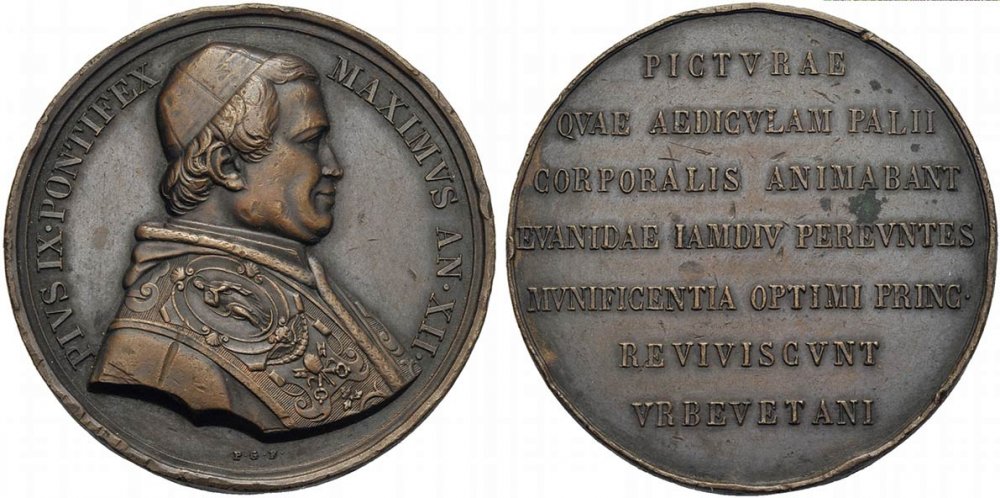 PIVS IX·PONTIFEX MAXIMVS AN·XII·
P·G·F·
PICTVRAE
QVAE AEDICVLAM PALII
CORPORALIS ANIMABANT
EVANIDAE IAMDIV PEREVNTES
MVNIFICENTIA OPTIMI PRINC·
REVIVISCVNT
VRBEVETANI